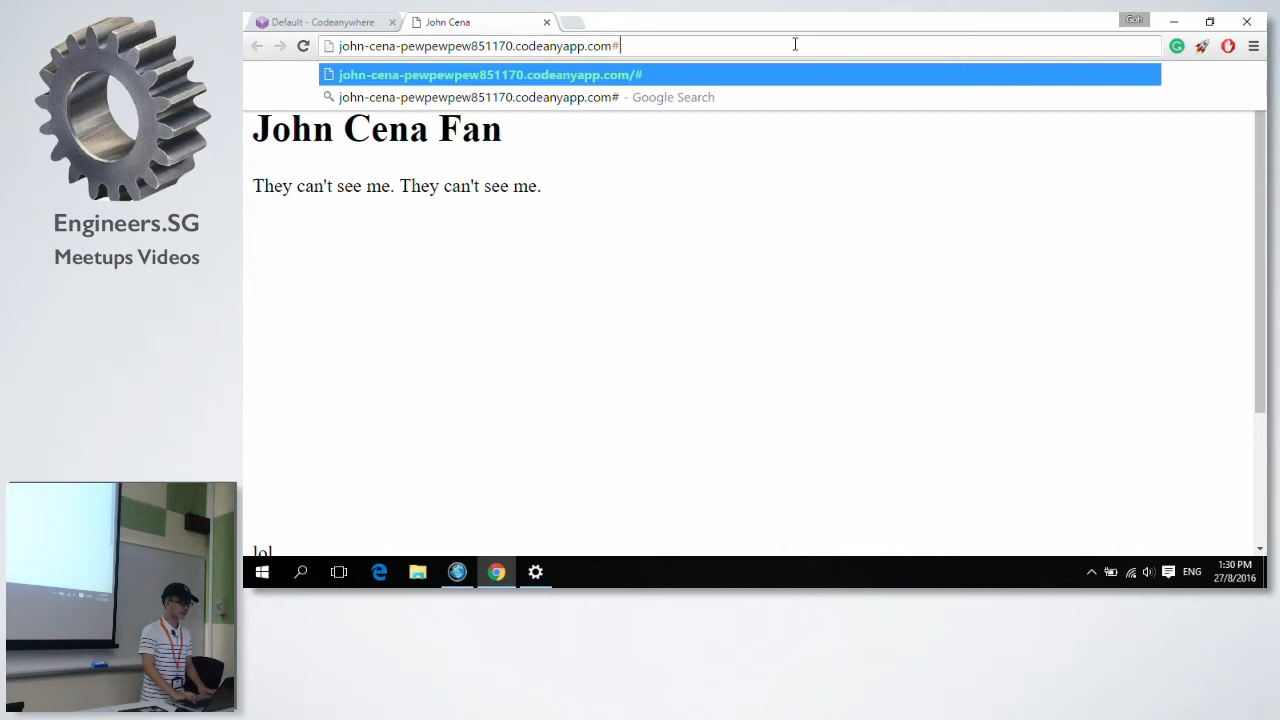 Default - Codeanywhere
John Cena
Goh
john-cena-pewpewpew851170.codeanyapp.com#
john-cena-pewpewpew851170.codeanyapp.com/#
john-cena-pewpewpew851170.codeanyapp.com# - Google Search
John Cena Fan
They can't see me. They can't see me.
lol
Engineers.SG
Meetups Videos
ENG
1:30 PM
27/8/2016